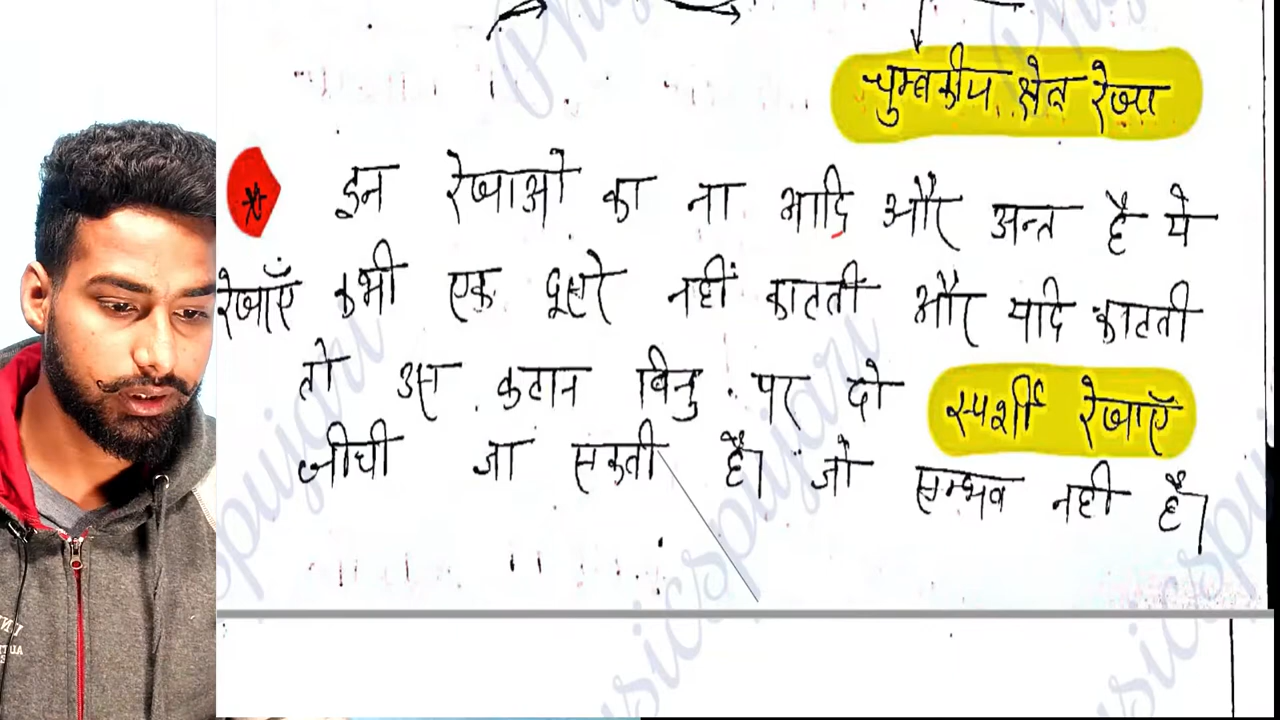 चुम्बकीय क्षेत्र रेखा
* इन रेखाओ का ना आदि और अन्त है ये
रेखाएँ कभी एक दूसरे नहीं काटती और यदि काटती
तो उस कटान बिन्दु पर दो स्पर्शी रेखाएँ
खीची जा सकती है। जो सम्भव नही है।